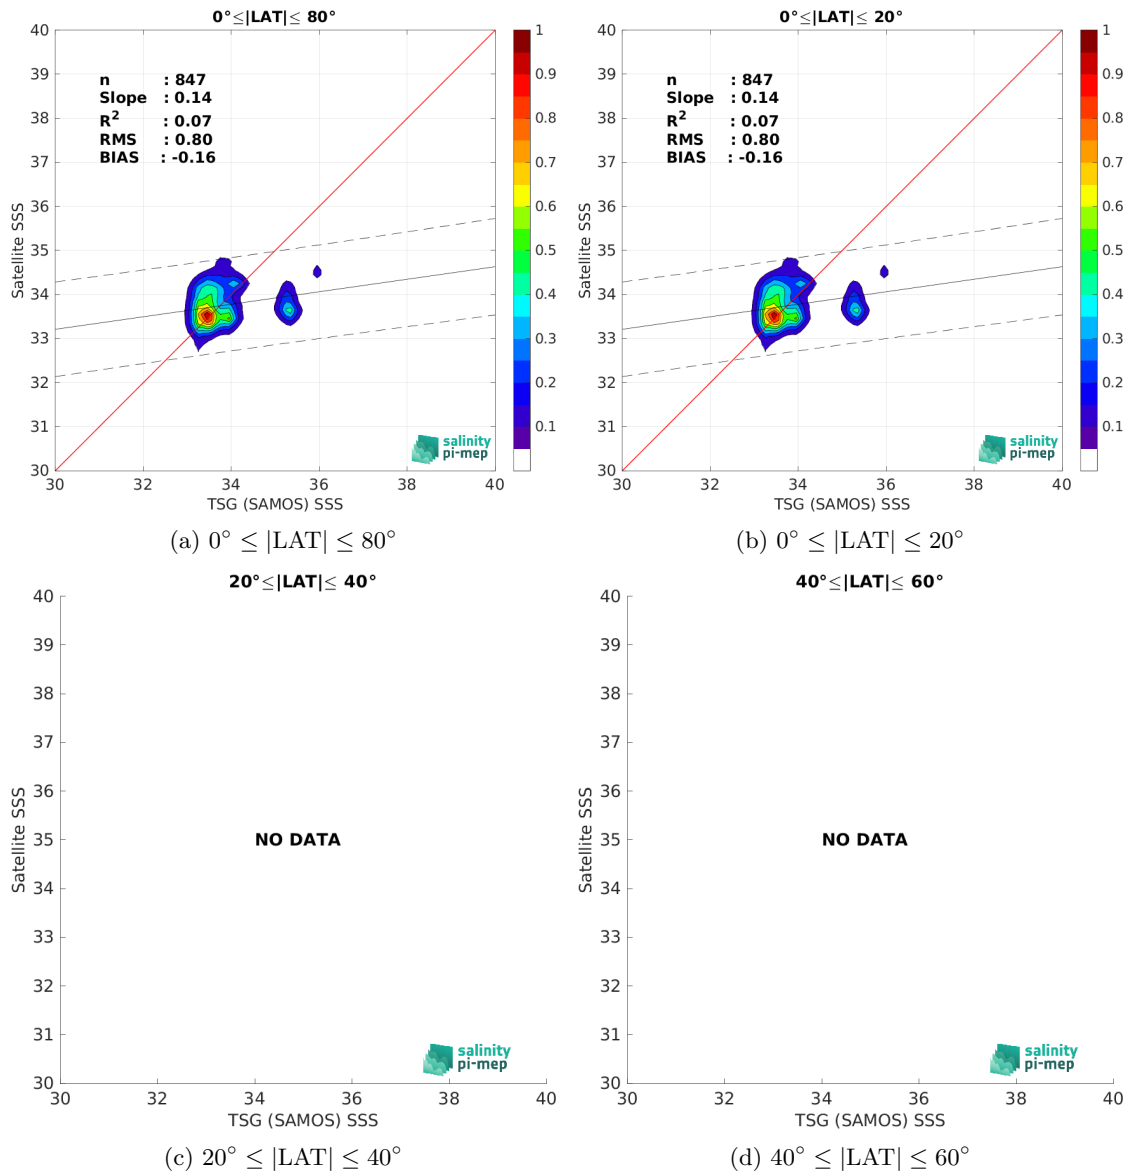 0°≤|LAT|≤ 80°
40
39
38
37
36
35
34
33
32
31
30
Satellite SSS
n : 847
Slope : 0.14
R² : 0.07
RMS : 0.80
BIAS : -0.16
salinity
pi-mep
30 32 34 36 38 40
TSG (SAMOS) SSS
1
0.9
0.8
0.7
0.6
0.5
0.4
0.3
0.2
0.1
(a) 0° ≤ |LAT| ≤ 80°
0°≤|LAT|≤ 20°
40
39
38
37
36
35
34
33
32
31
30
Satellite SSS
n : 847
Slope : 0.14
R² : 0.07
RMS : 0.80
BIAS : -0.16
salinity
pi-mep
30 32 34 36 38 40
TSG (SAMOS) SSS
1
0.9
0.8
0.7
0.6
0.5
0.4
0.3
0.2
0.1
(b) 0° ≤ |LAT| ≤ 20°
20°≤|LAT|≤ 40°
40
39
38
37
36
35
34
33
32
31
30
Satellite SSS
NO DATA
salinity
pi-mep
30 32 34 36 38 40
TSG (SAMOS) SSS
(c) 20° ≤ |LAT| ≤ 40°
40°≤|LAT|≤ 60°
40
39
38
37
36
35
34
33
32
31
30
Satellite SSS
NO DATA
salinity
pi-mep
30 32 34 36 38 40
TSG (SAMOS) SSS
(d) 40° ≤ |LAT| ≤ 60°